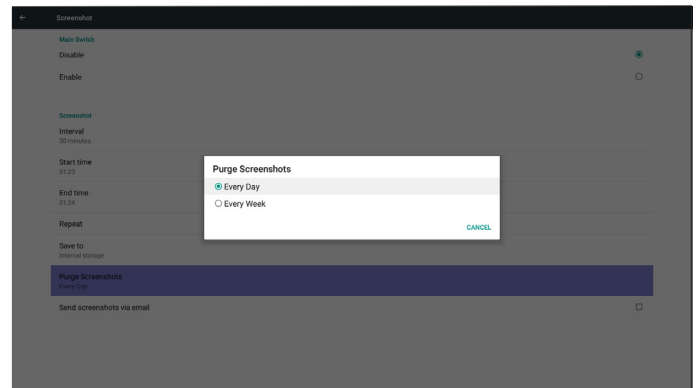 Screenshot
Main Switch
Disable
Enable
Screenshot
Interval
30 minutes
Start time
01:23
End time
01:24
Repeat
Save to
Internal storage
Purge Screenshots
Every Day
Send screenshots via email
Purge Screenshots
Every Day
Every Week
CANCEL